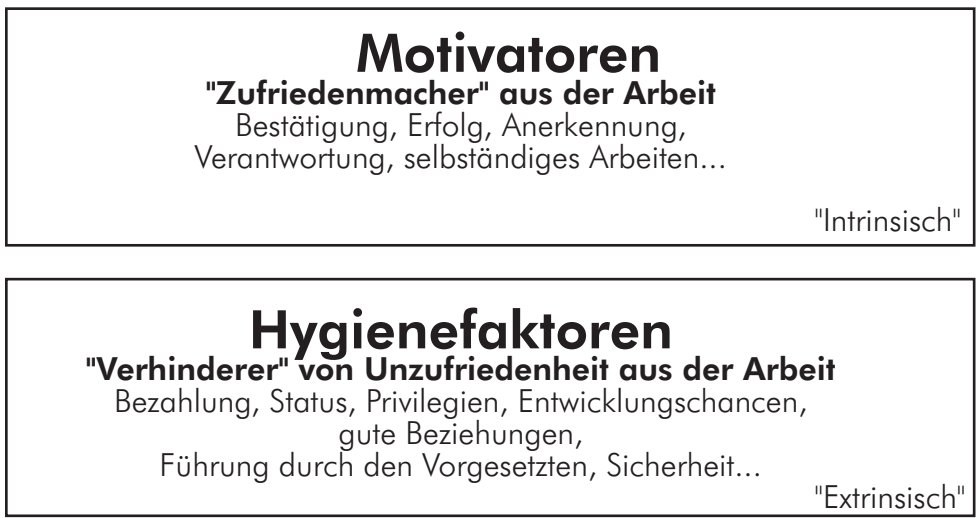 Motivatoren
"Zufriedenmacher" aus der Arbeit
Bestätigung, Erfolg, Anerkennung,
Verantwortung, selbständiges Arbeiten...
"Intrinsisch"
Hygienefaktoren
"Verhinderer" von Unzufriedenheit aus der Arbeit
Bezahlung, Status, Privilegien, Entwicklungschancen,
gute Beziehungen,
Führung durch den Vorgesetzten, Sicherheit...
"Extrinsisch"